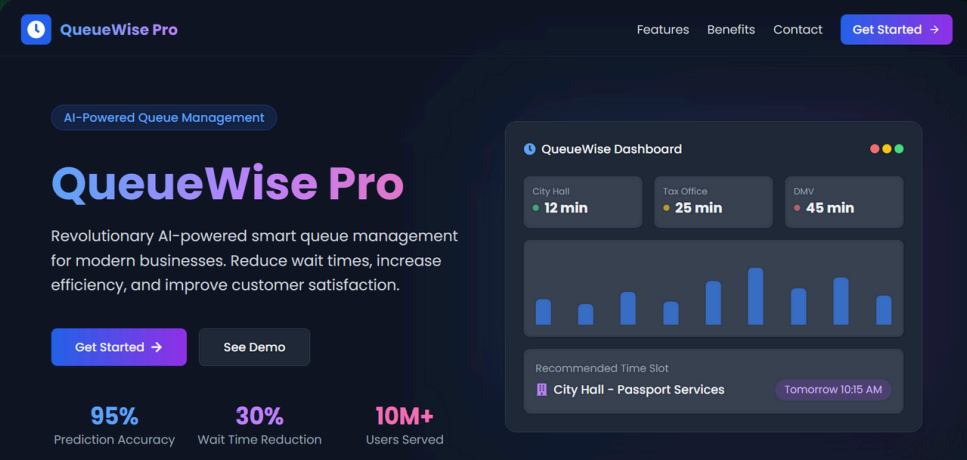 QueueWise Pro
Features
Benefits
Contact
Get Started →
AI-Powered Queue Management
QueueWise Pro
Revolutionary AI-powered smart queue management
for modern businesses. Reduce wait times, increase
efficiency, and improve customer satisfaction.
Get Started →
See Demo
95%
Prediction Accuracy
30%
Wait Time Reduction
10M+
Users Served
QueueWise Dashboard
City Hall
12 min
Tax Office
25 min
DMV
45 min
Recommended Time Slot
City Hall - Passport Services
Tomorrow 10:15 AM